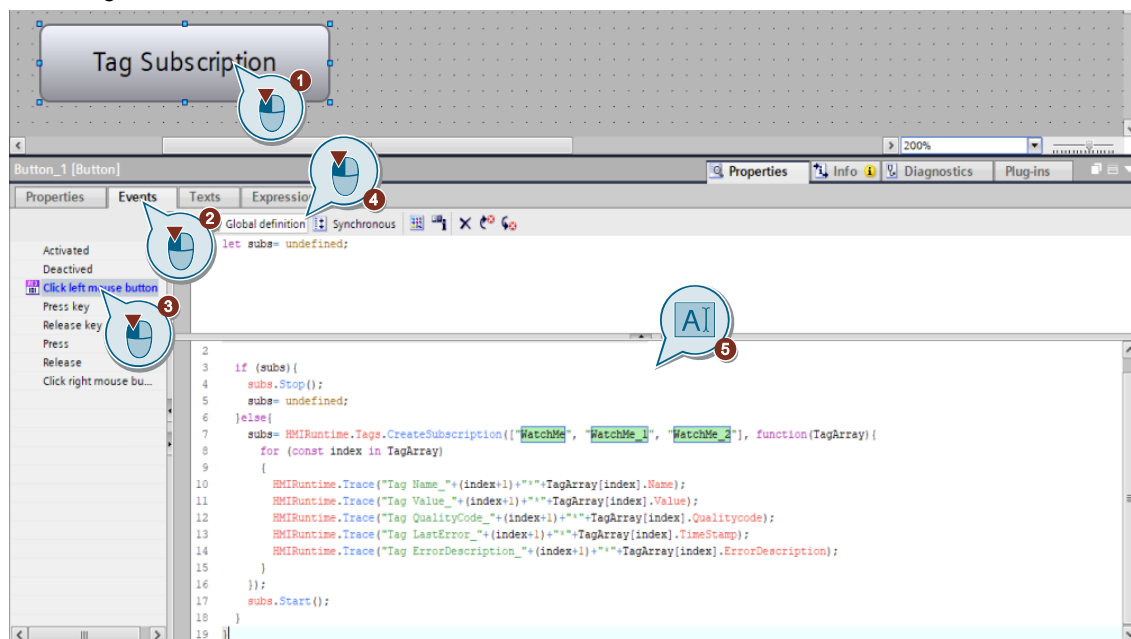 Tag Subscription
1
200%
Button_1 [Button]
Properties
Info
Diagnostics
Plug-ins
Properties
Events
Texts
4
2
Global definition
Synchronous
let subs= undefined;
Activated
Deactived
Click left mouse button
3
Press key
Release key
Press
Release
Click right mouse bu...
A
5
2
3 if (subs){
4 subs.Stop();
5 subs= undefined;
6 }else{
7 subs= HMIRuntime.Tags.CreateSubscription(["WatchMe", "WatchMe_1", "WatchMe_2"], function(TagArray){
8 for (const index in TagArray)
9 {
10 HMIRuntime.Trace("Tag Name_"+(index+1)+"*"+TagArray[index].Name);
11 HMIRuntime.Trace("Tag Value_"+(index+1)+"*"+TagArray[index].Value);
12 HMIRuntime.Trace("Tag QualityCode_"+(index+1)+"*"+TagArray[index].Qualitycode);
13 HMIRuntime.Trace("Tag LastError_"+(index+1)+"*"+TagArray[index].TimeStamp);
14 HMIRuntime.Trace("Tag ErrorDescription_"+(index+1)+"*"+TagArray[index].ErrorDescription);
15 }
16 });
17 subs.Start();
18 }
19 }